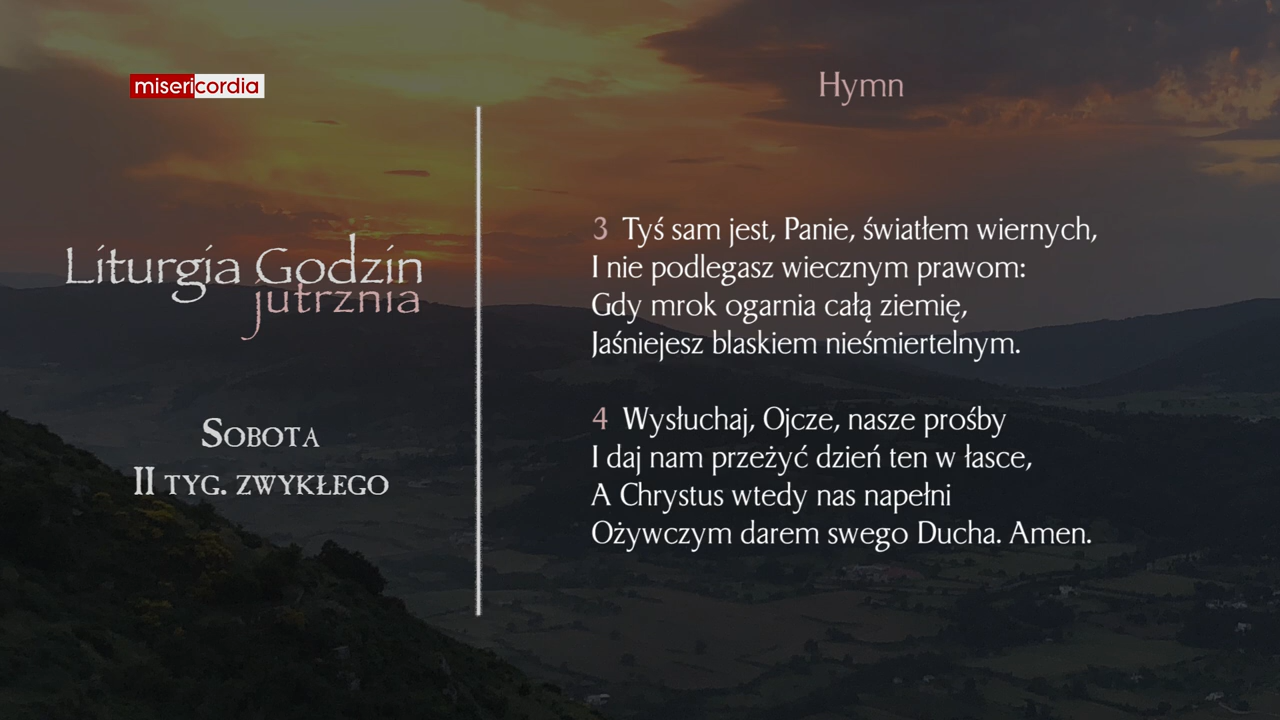 misericordia
Liturgia Godzin
jutrznia
Sobota
II tyg. zwykłego
Hymn
3 Tyś sam jest, Panie, światłem wiernych,
I nie podlegasz wiecznym prawom:
Gdy mrok ogarnia całą ziemię,
Jaśniejesz blaskiem nieśmiertelnym.
4 Wysłuchaj, Ojcze, nasze prośby
I daj nam przeżyć dzień ten w łasce,
A Chrystus wtedy nas napełni
Ożywczym darem swego Ducha. Amen.